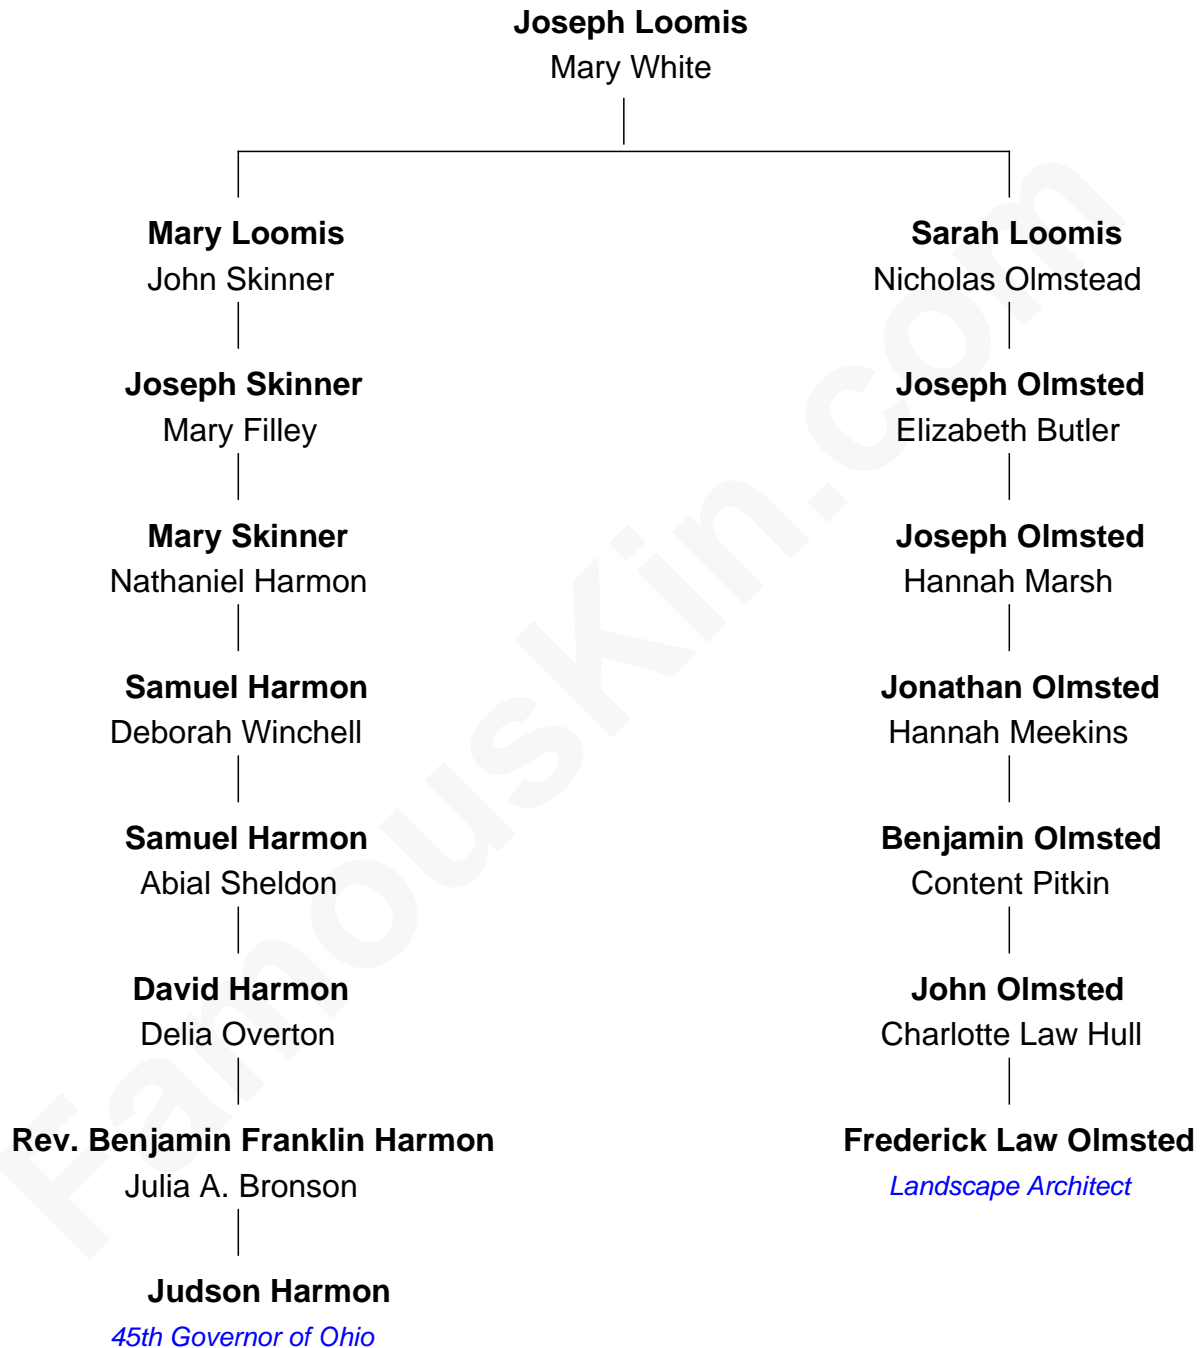 Joseph Loomis
Mary White
Mary Loomis
John Skinner
Sarah Loomis
Nicholas Olmstead
Joseph Skinner
Mary Filley
Joseph Olmsted
Elizabeth Butler
Mary Skinner
Nathaniel Harmon
Joseph Olmsted
Hannah Marsh
Samuel Harmon
Deborah Winchell
Jonathan Olmsted
Hannah Meekins
Samuel Harmon
Abial Sheldon
Benjamin Olmsted
Content Pitkin
David Harmon
Delia Overton
John Olmsted
Charlotte Law Hull
Rev. Benjamin Franklin Harmon
Julia A. Bronson
Frederick Law Olmsted
Landscape Architect
Judson Harmon
45th Governor of Ohio
FamousKin.com